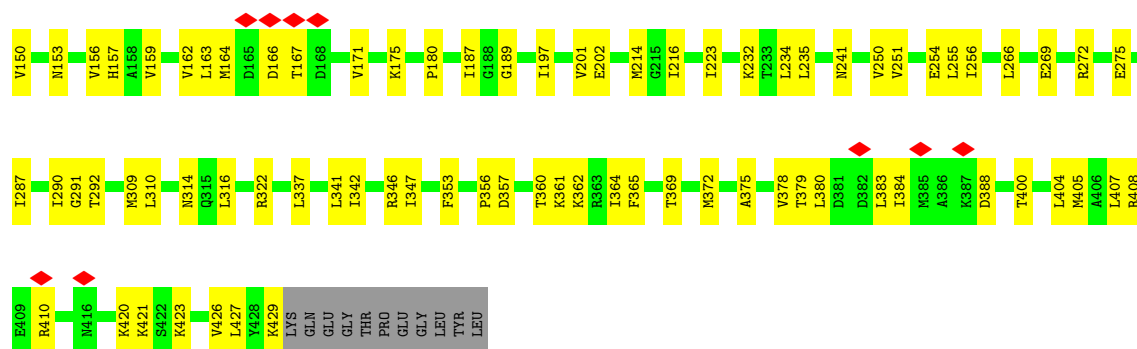 V150 N153 V156 H157 A158 V159 V162 L163 M164 D165 D166 T167 D168 V171 K175 P180 I187 G188 G189 I197 V201 E202 M214 G215 I216 I223 K232 T233 L234 L235 N241 V250 V251 E254 L255 I256 L266 E269 R272 E275
I287 I290 G291 T292 M309 L310 N314 Q315 L316 R322 L337 L341 I342 R346 I347 F353 P356 D357 T360 K361 K362 R363 I364 F365 T369 M372 A375 V378 T379 L380 D381 D382 L383 I384 M385 A386 K387 D388 T400 L404 M405 A406 L407 R408
E409 R410 N416 K420 K421 S422 K423 V426 L427 Y428 K429 LYS GLN GLU GLY THR PRO GLU GLY LEU TYR LEU